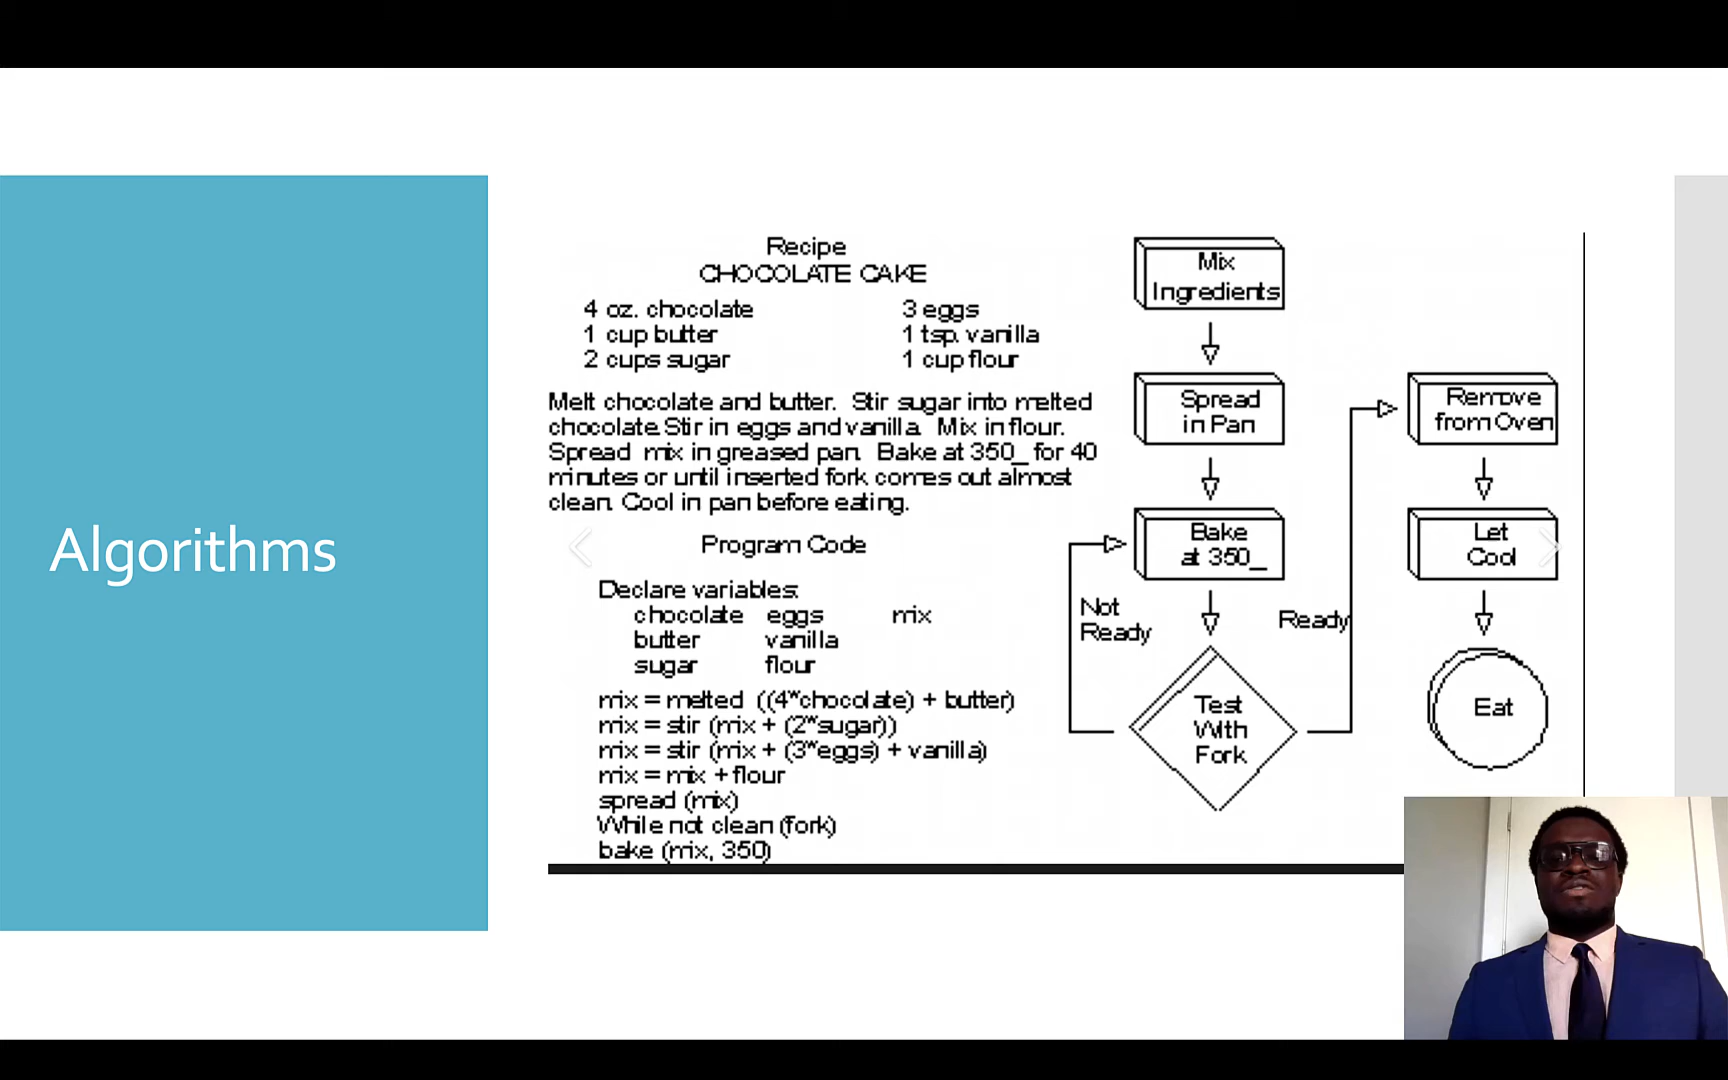 Algorithms
Recipe
CHOCOLATE CAKE
4 oz. chocolate 3 eggs
1 cup butter 1 tsp. vanilla
2 cups sugar 1 cup flour
Melt chocolate and butter. Stir sugar into melted
chocolate. Stir in eggs and vanilla. Mix in flour.
Spread mix in greased pan. Bake at 350_ for 40
minutes or until inserted fork comes out almost
clean. Cool in pan before eating.
Program Code
Declare variables:
chocolate eggs mix
butter vanilla
sugar flour
mix = melted ((4*chocolate) + butter)
mix = stir (mix + (2*sugar))
mix = stir (mix + (3*eggs) + vanilla)
mix = mix + flour
spread (mix)
While not clean (fork)
bake (mix, 350)
Mix
Ingredients
Spread
in Pan
Bake
at 350_
Not
Ready
Test
With
Fork
Ready
Remove
from Oven
Let
Cool
Eat